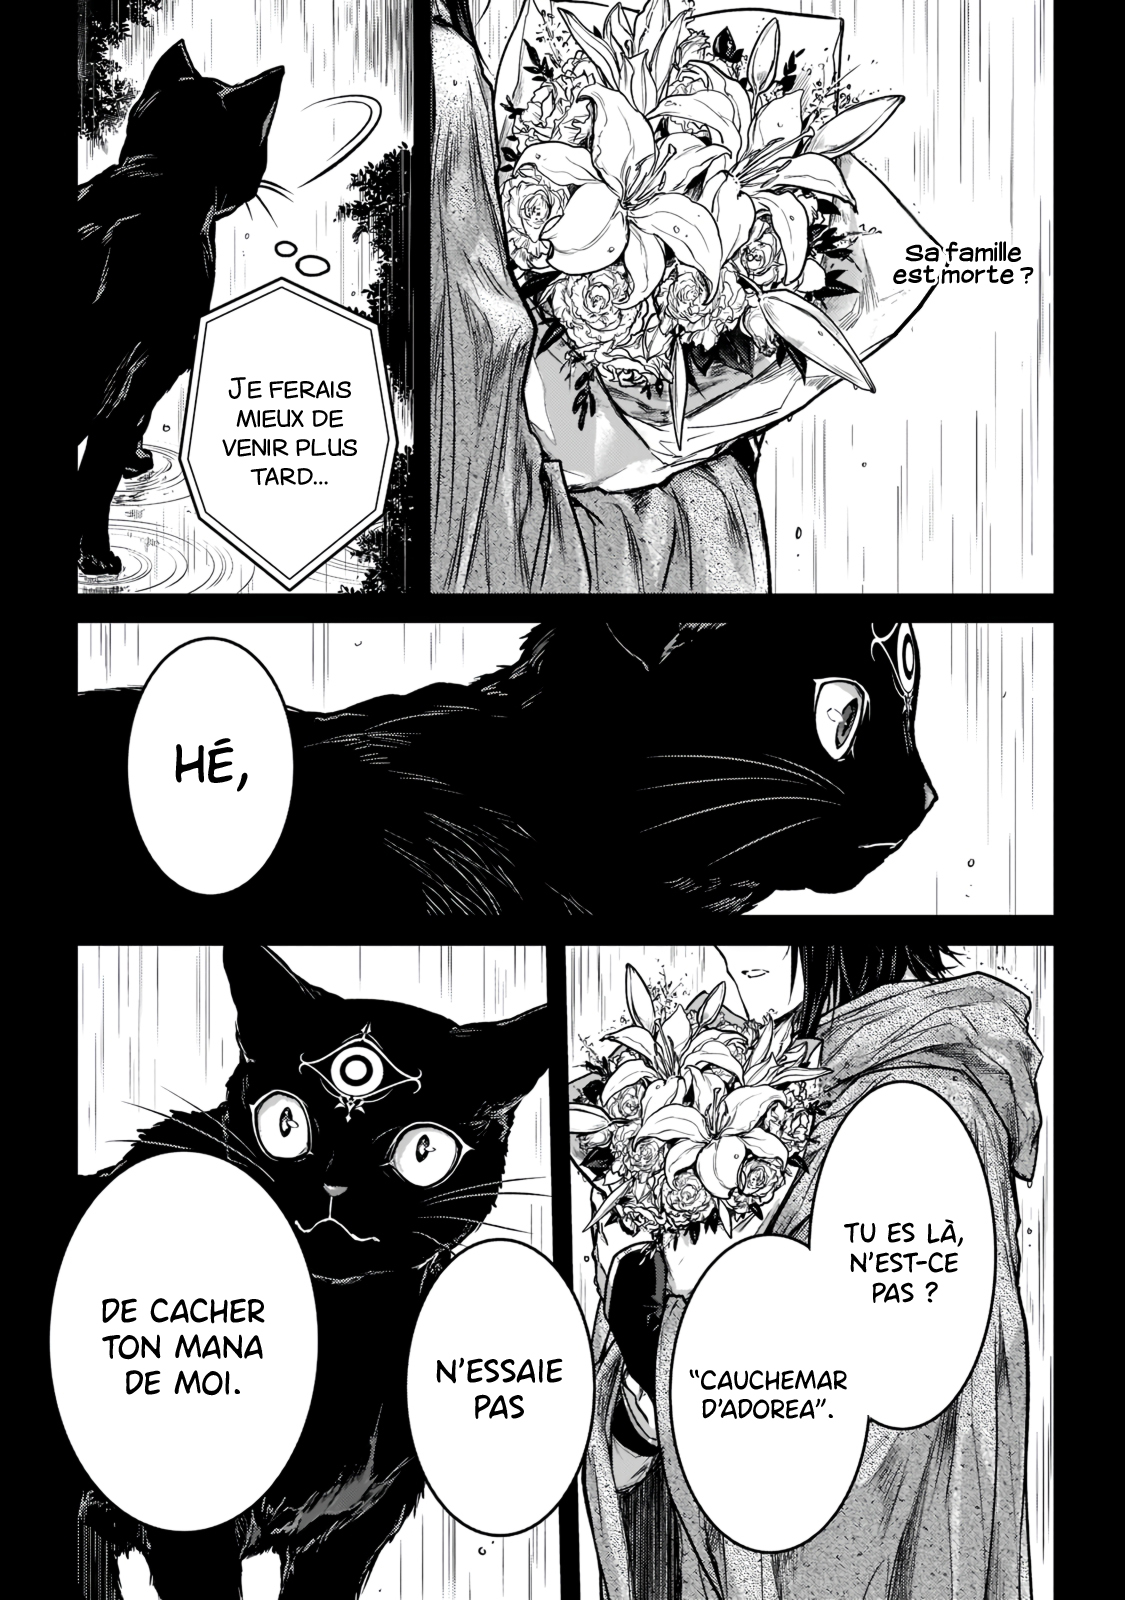 Sa famille
est morte ?
JE FERAIS
MIEUX DE
VENIR PLUS
TARD...
HÉ,
TU ES LÀ,
N'EST-CE
PAS ?
"CAUCHEMAR
D'ADOREA".
N'ESSAIE
PAS
DE CACHER
TON MANA
DE MOI.